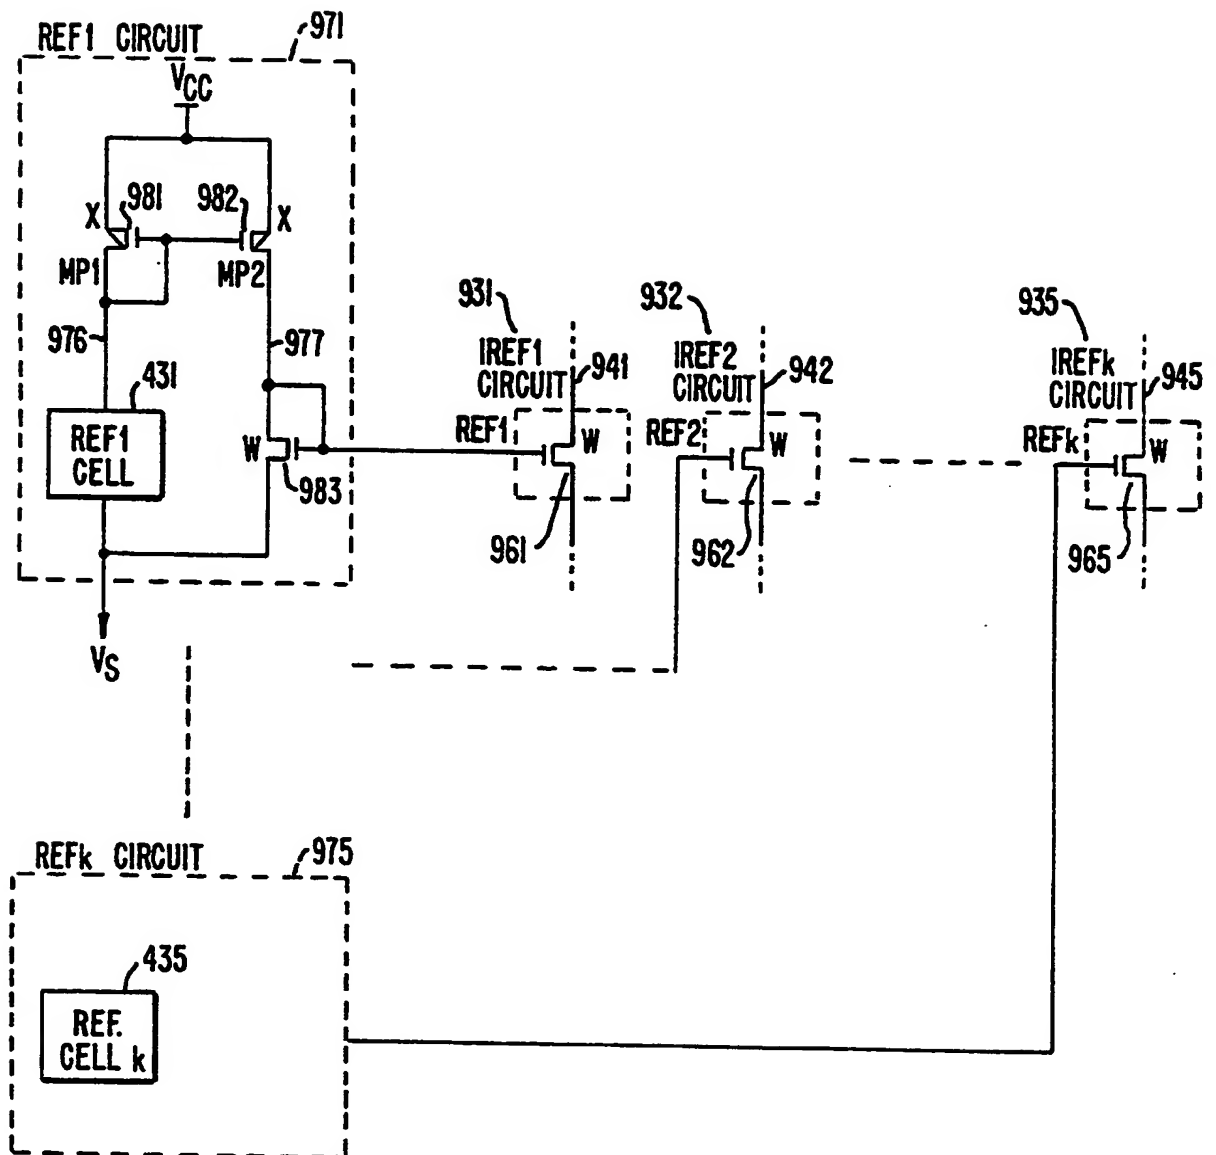 REF1 CIRCUIT
971
VCC
981
982
X
X
MP1
MP2
976
977
431
REF1
CELL
W
983
VS
931
IREF1
CIRCUIT
941
REF1
W
961
932
IREF2
CIRCUIT
942
REF2
W
962
935
IREFk
CIRCUIT
945
REFk
W
965
REFk CIRCUIT
975
435
REF.
CELL k